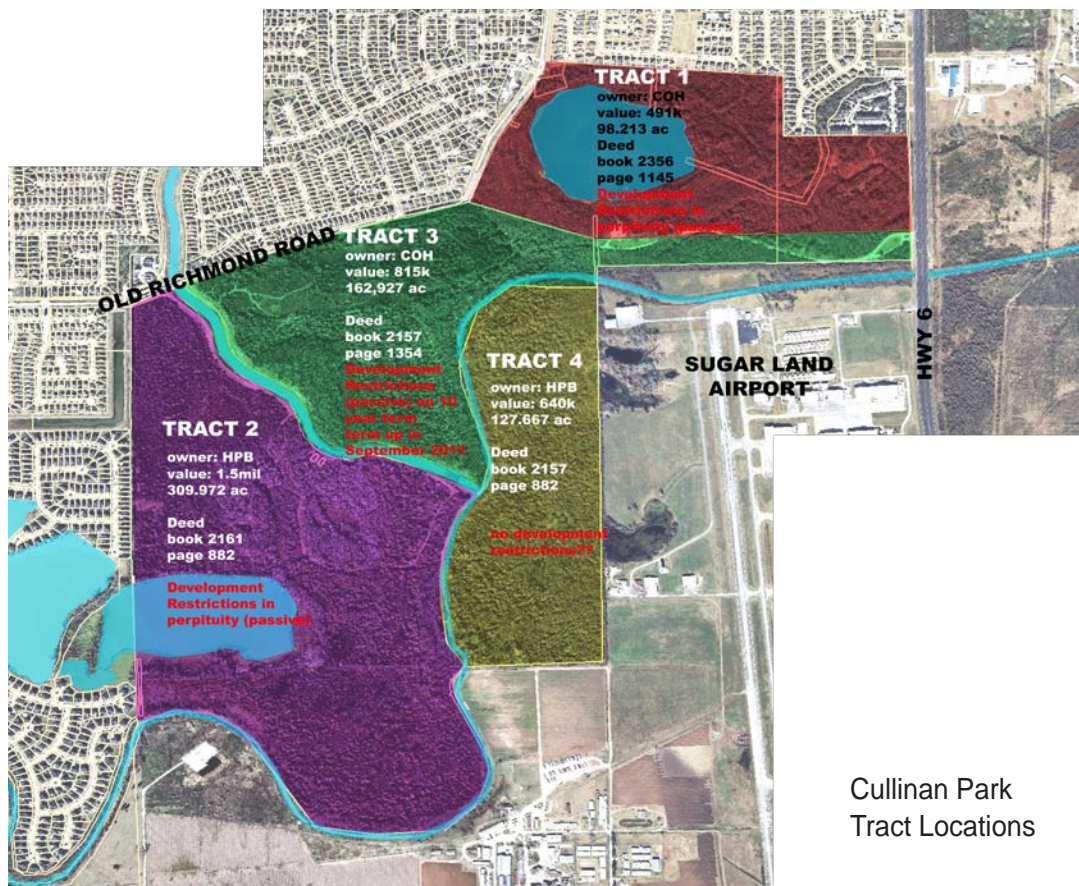 TRACT 1
owner: COH
value: 491k
98.213 ac
Deed
book 2356
page 1145
Development
Restrictions in
perpituity (passive)
OLD RICHMOND ROAD
TRACT 3
owner: COH
value: 815k
162,927 ac
Deed
book 2157
page 1354
Development
Restrictions
(passive) on 10
year term
term up in
September 2011
TRACT 4
owner: HPB
value: 640k
127.667 ac
Deed
book 2157
page 882
no development
restrictions??
SUGAR LAND
AIRPORT
HWY 6
TRACT 2
owner: HPB
value: 1.5mil
309.972 ac
Deed
book 2161
page 882
Development
Restrictions in
perpituity (passive)
Cullinan Park
Tract Locations